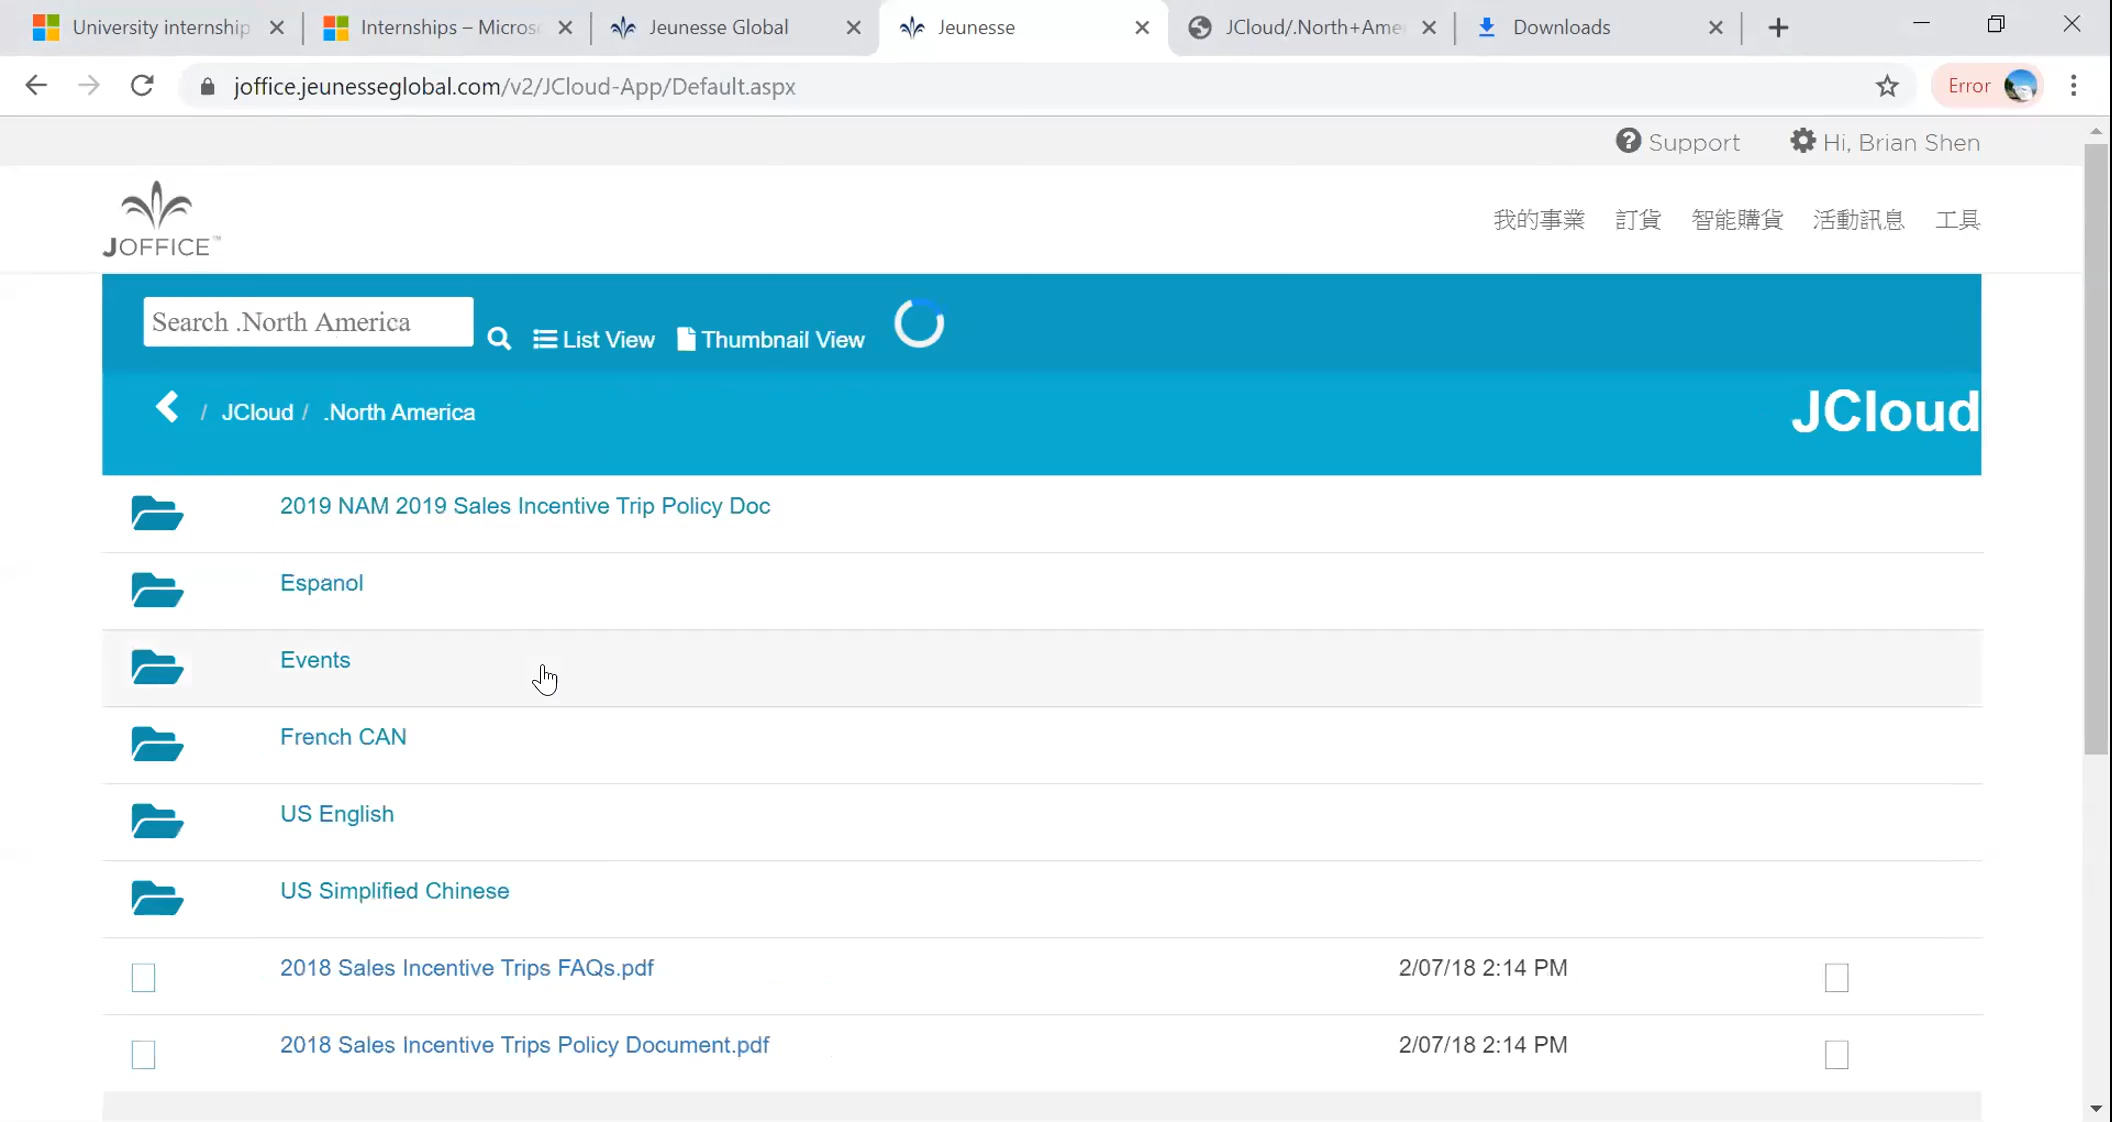 University internship
Internships – Micros
Jeunesse Global
Jeunesse
JCloud/.North+Ame
Downloads
joffice.jeunesseglobal.com/v2/JCloud-App/Default.aspx
Error
Support
Hi, Brian Shen
JOFFICE™
我的事業 訂貨 智能購貨 活動訊息 工具
Search .North America
List View
Thumbnail View
/ JCloud / .North America
JCloud
2019 NAM 2019 Sales Incentive Trip Policy Doc
Espanol
Events
French CAN
US English
US Simplified Chinese
2018 Sales Incentive Trips FAQs.pdf 2/07/18 2:14 PM
2018 Sales Incentive Trips Policy Document.pdf 2/07/18 2:14 PM